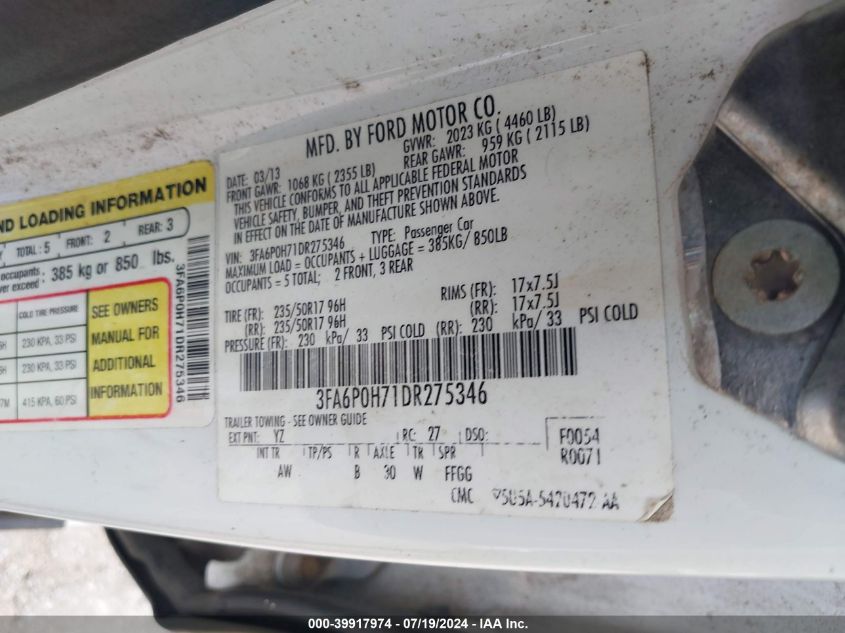 ND LOADING INFORMATION
TOTAL: 5 FRONT: 2 REAR: 3
occupants
ver exceed : 385 kg or 850 lbs.
COLD TIRE PRESSURE
230 KPA, 33 PSI
230 KPA, 33 PSI
415 KPA, 60 PSI
SEE OWNERS
MANUAL FOR
ADDITIONAL
INFORMATION
3FA6P0H71DR275346
MFD. BY FORD MOTOR CO.
DATE: 03/13 GVWR: 2023 KG ( 4460 LB)
FRONT GAWR: 1068 KG ( 2355 LB) REAR GAWR: 959 KG ( 2115 LB)
THIS VEHICLE CONFORMS TO ALL APPLICABLE FEDERAL MOTOR
VEHICLE SAFETY, BUMPER, AND THEFT PREVENTION STANDARDS
IN EFFECT ON THE DATE OF MANUFACTURE SHOWN ABOVE.
VIN: 3FA6P0H71DR275346 TYPE: Passenger Car
MAXIMUM LOAD = OCCUPANTS + LUGGAGE = 385KG/ 850LB
OCCUPANTS = 5 TOTAL; 2 FRONT, 3 REAR
TIRE (FR): 235/50R17 96H RIMS (FR): 17x7.5J
(RR): 235/50R17 96H (RR): 17x7.5J
PRESSURE (FR): 230 kPa/ 33 PSI COLD (RR): 230 kPa/ 33 PSI COLD
3FA6P0H71DR275346
TRAILER TOWING - SEE OWNER GUIDE
EXT PNT: YZ RC: 27 DSO: F0054
INT TR TP/PS R AXLE TR SPR R0071
AW B 30 W FFGG
CMC 5U5A-5420472 AA
000-39917974 / 07/19/2024 - IAA Inc.